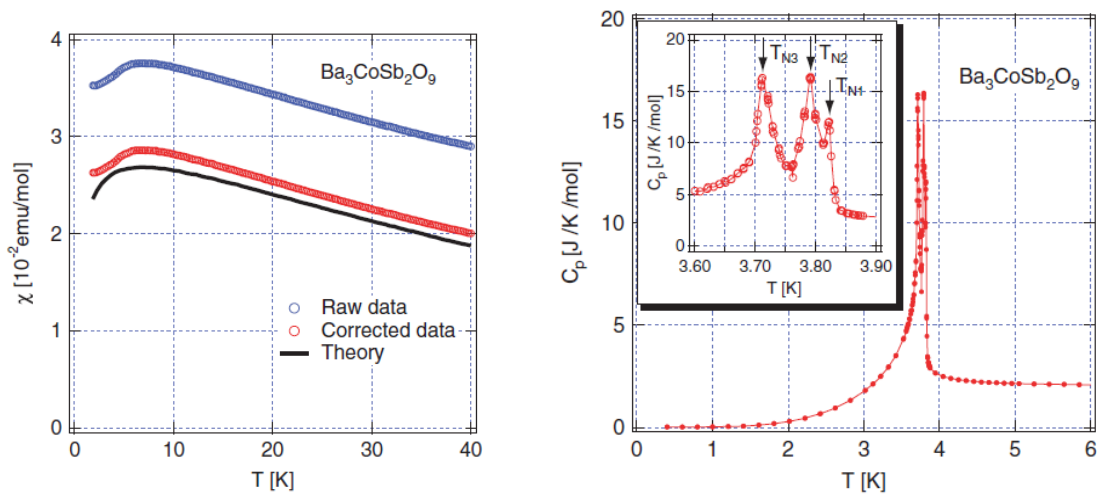 4
3
2
1
0
0
10
20
30
40
χ [10⁻²emu/mol]
T [K]
Ba₃CoSb₂O₉
Raw data
Corrected data
Theory
20
15
10
5
0
0
1
2
3
4
5
6
Cₚ [J /K /mol]
T [K]
Ba₃CoSb₂O₉
20
15
10
5
0
3.60
3.70
3.80
3.90
Cₚ [J /K /mol]
T [K]
T_N3
T_N2
T_N1